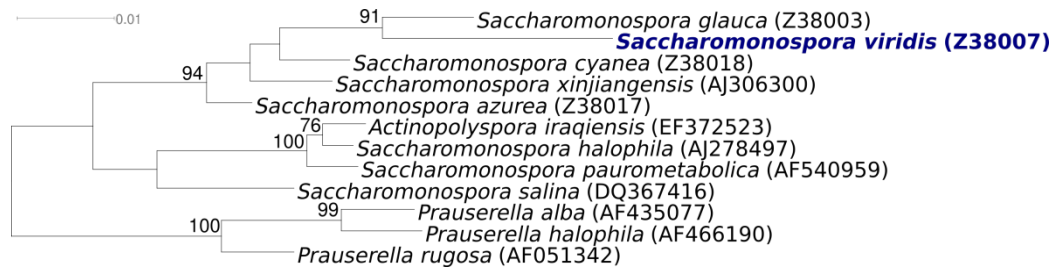 0.01
91
Saccharomonospora glauca (Z38003)
Saccharomonospora viridis (Z38007)
Saccharomonospora cyanea (Z38018)
94
Saccharomonospora xinjiangensis (AJ306300)
Saccharomonospora azurea (Z38017)
76
Actinopolyspora iraqiensis (EF372523)
100
Saccharomonospora halophila (AJ278497)
Saccharomonospora paurometabolica (AF540959)
Saccharomonospora salina (DQ367416)
99
Prauserella alba (AF435077)
100
Prauserella halophila (AF466190)
Prauserella rugosa (AF051342)